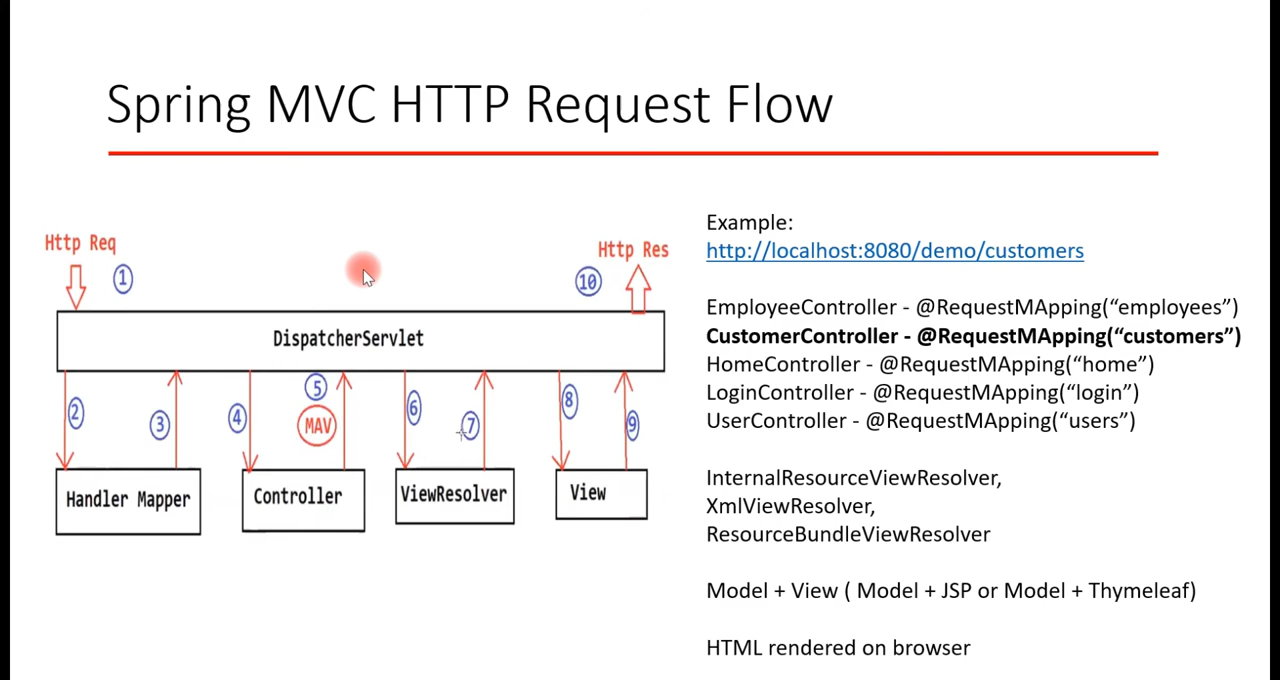 Spring MVC HTTP Request Flow
Http Req
1
Http Res
10
DispatcherServlet
2
3
4
5
MAV
6
7
8
9
Handler Mapper
Controller
ViewResolver
View
Example:
http://localhost:8080/demo/customers
EmployeeController - @RequestMApping(“employees”)
CustomerController - @RequestMApping(“customers”)
HomeController - @RequestMApping(“home”)
LoginController - @RequestMApping(“login”)
UserController - @RequestMApping(“users”)
InternalResourceViewResolver,
XmlViewResolver,
ResourceBundleViewResolver
Model + View ( Model + JSP or Model + Thymeleaf)
HTML rendered on browser